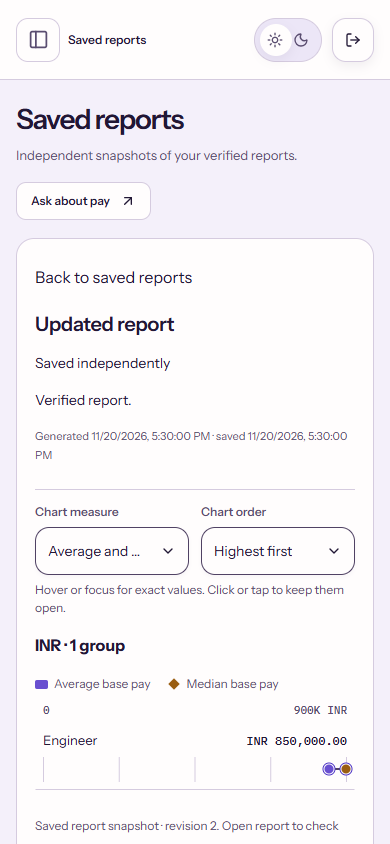 Saved reports
Saved reports
Independent snapshots of your verified reports.
Ask about pay
Back to saved reports
Updated report
Saved independently
Verified report.
Generated 11/20/2026, 5:30:00 PM · saved 11/20/2026, 5:30:00
PM
Chart measure
Chart order
Average and ...
Highest first
Hover or focus for exact values. Click or tap to keep them
open.
INR · 1 group
Average base pay
Median base pay
0
900K INR
Engineer
INR 850,000.00
Saved report snapshot · revision 2. Open report to check